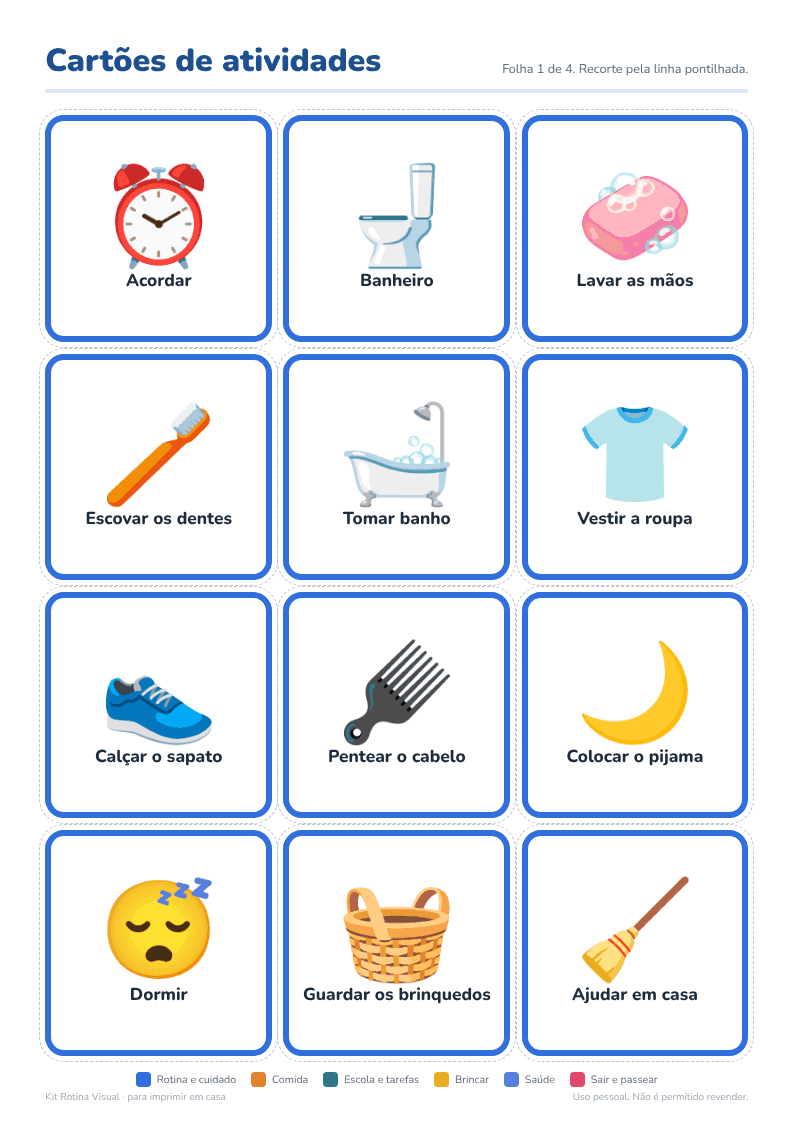 Cartões de atividades
Folha 1 de 4. Recorte pela linha pontilhada.
Acordar
Banheiro
Lavar as mãos
Escovar os dentes
Tomar banho
Vestir a roupa
Calçar o sapato
Pentear o cabelo
Colocar o pijama
zzZ
Dormir
Guardar os brinquedos
Ajudar em casa
Rotina e cuidado
Comida
Escola e tarefas
Brincar
Saúde
Sair e passear
Kit Rotina Visual · para imprimir em casa
Uso pessoal. Não é permitido revender.